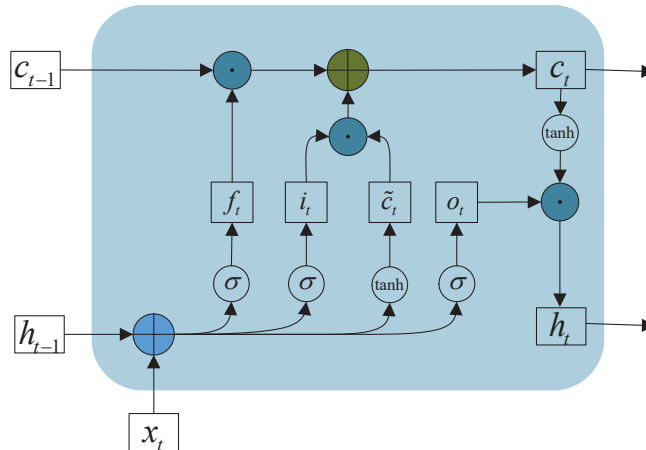 c_{t-1} · c_t
tanh
·
f_t i_t c̃_t o_t ·
σ σ tanh σ
h_{t-1} h_t
x_t